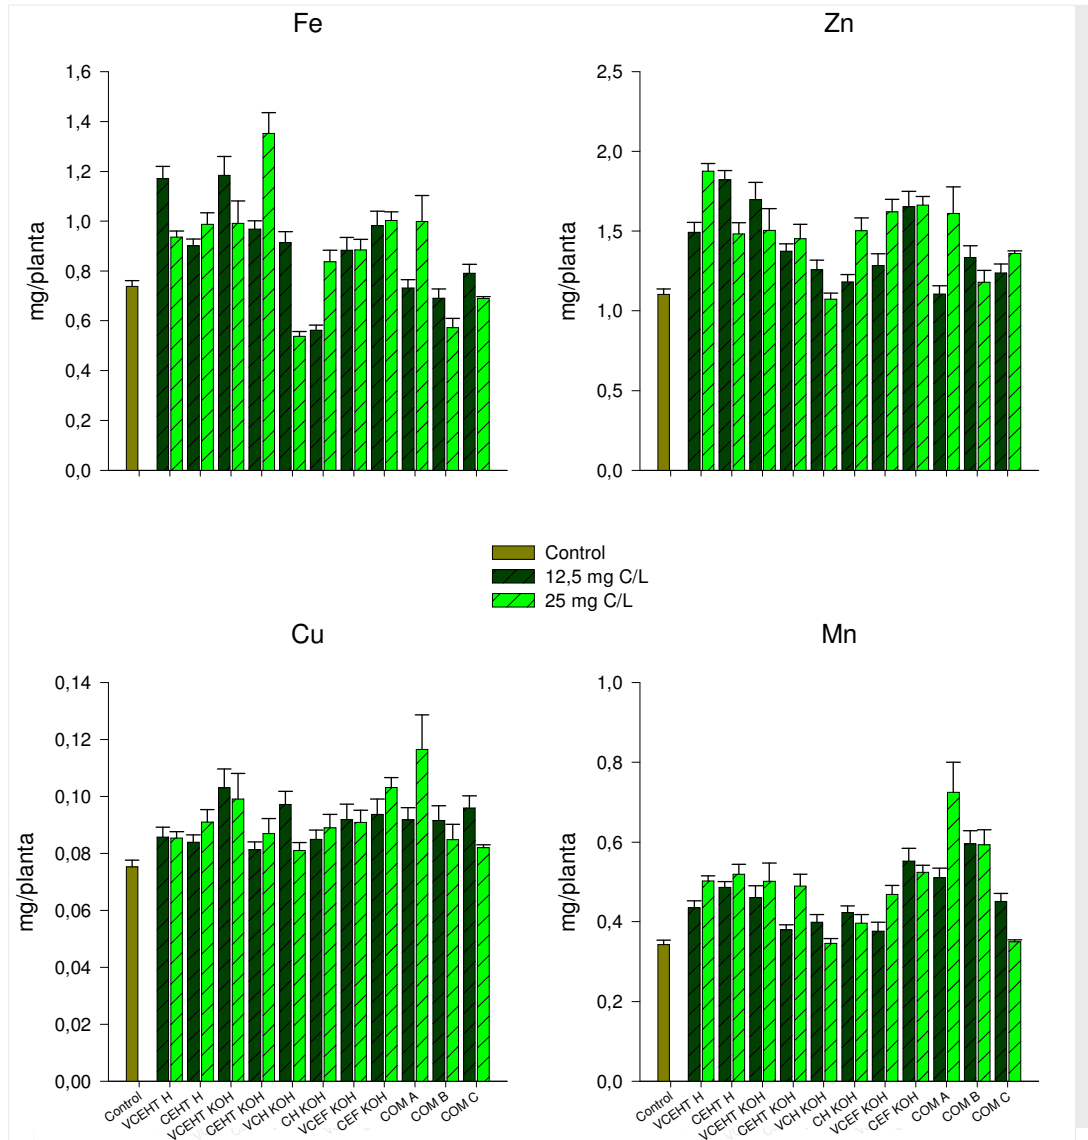 Fe
Zn
1,6
1,4
1,2
1,0
0,8
0,6
0,4
0,2
0,0
mg/planta
2,5
2,0
1,5
1,0
0,5
0,0
mg/planta
Control
12,5 mg C/L
25 mg C/L
Cu
Mn
0,14
0,12
0,10
0,08
0,06
0,04
0,02
0,00
mg/planta
Control
VCEHT H
CEHT H
VCEHT KOH
CEHT KOH
VCH KOH
CH KOH
VCEF KOH
CEF KOH
COM A
COM B
COM C
1,0
0,8
0,6
0,4
0,2
0,0
mg/planta
Control
VCEHT H
CEHT H
VCEHT KOH
CEHT KOH
VCH KOH
CH KOH
VCEF KOH
CEF KOH
COM A
COM B
COM C